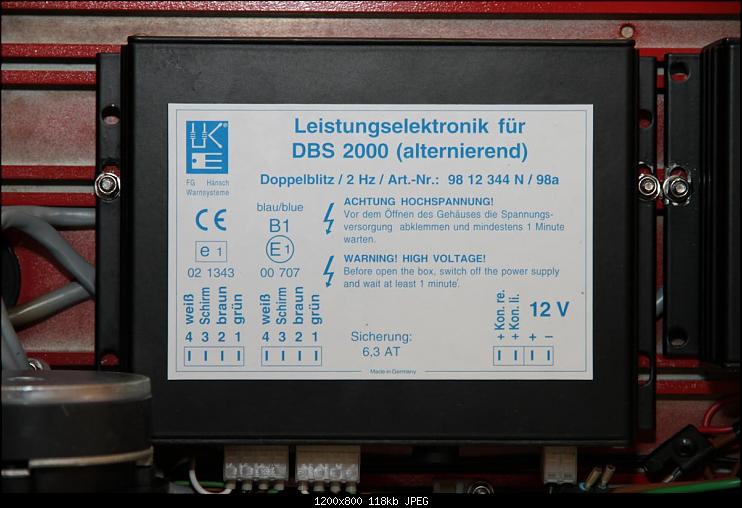 Leistungselektronik für
DBS 2000 (alternierend)
Doppelblitz / 2 Hz / Art.-Nr.: 98 12 344 N / 98a
FG Hänsch
Warnsysteme
blau/blue
B1
E1
00 707
e 1
02 1343
ACHTUNG HOCHSPANNUNG!
Vor dem Öffnen des Gehäuses die Spannungs-
versorgung abklemmen und mindestens 1 Minute
warten.
WARNING! HIGH VOLTAGE!
Before open the box, switch off the power supply
and wait at least 1 minute.
weiß Schirm braun grün
4 3 2 1
weiß Schirm braun grün
4 3 2 1
Sicherung:
6,3 AT
+ Kon. re.
+ Kon. li.
+ −
12 V
Made in Germany
1200x800 118kb JPEG